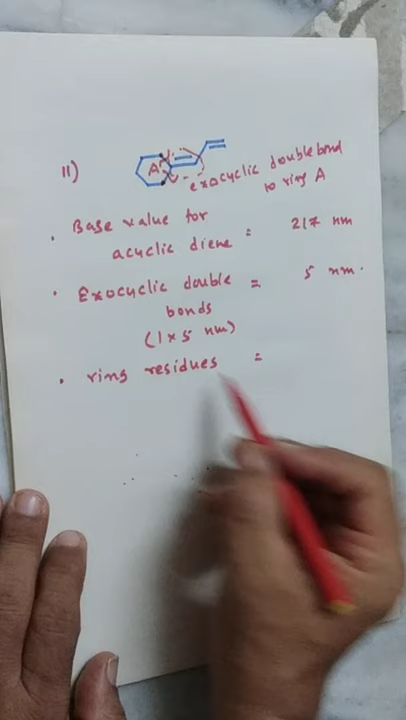 11)
A
exocyclic double bond
to ring A
. Base value for
acyclic diene = 217 nm
. Exocyclic double = 5 nm.
bonds
(1 x 5 nm)
. ring residues =